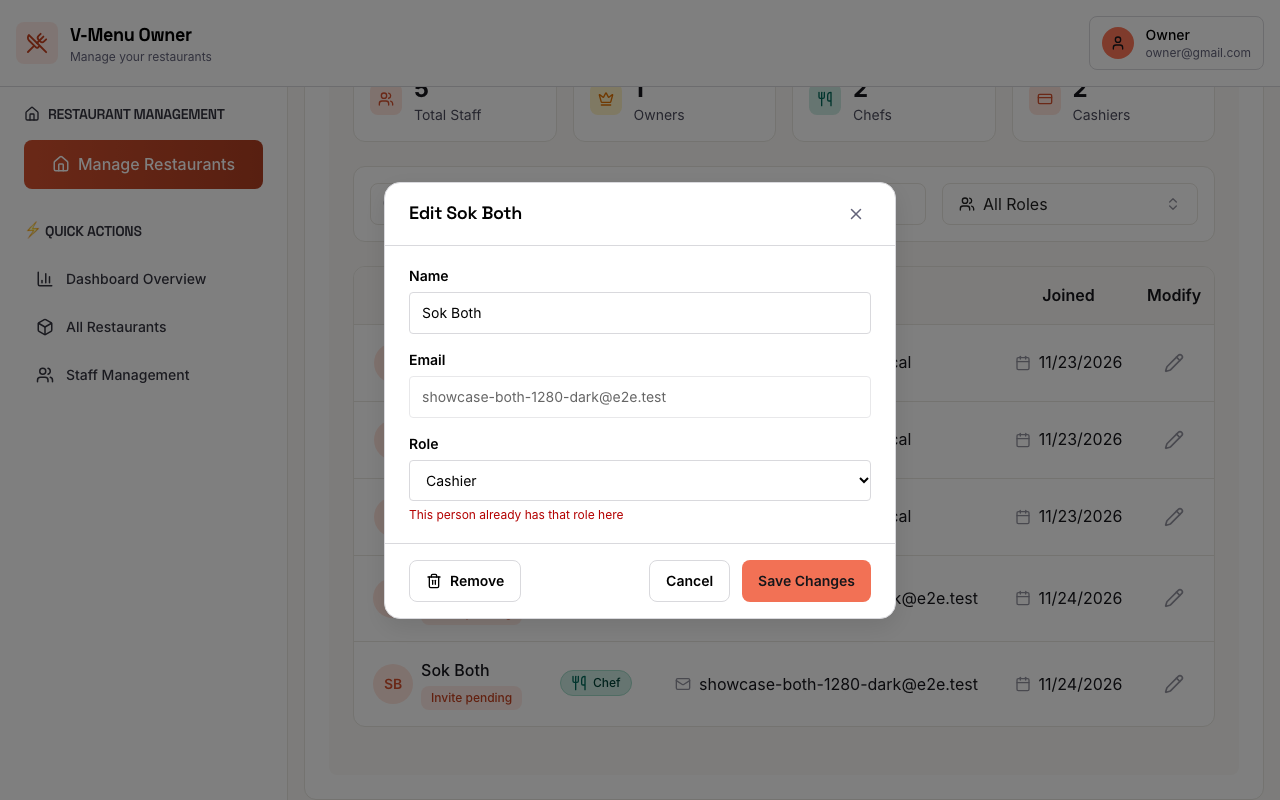 V-Menu Owner
Manage your restaurants
Owner
owner@gmail.com
RESTAURANT MANAGEMENT
Manage Restaurants
QUICK ACTIONS
Dashboard Overview
All Restaurants
Staff Management
5
Total Staff
1
Owners
2
Chefs
2
Cashiers
All Roles
Joined
Modify
11/23/2026
11/23/2026
11/23/2026
k@e2e.test
11/24/2026
Sok Both
Invite pending
Chef
showcase-both-1280-dark@e2e.test
11/24/2026
SB
Edit Sok Both
Name
Sok Both
Email
showcase-both-1280-dark@e2e.test
Role
Cashier
This person already has that role here
Remove
Cancel
Save Changes